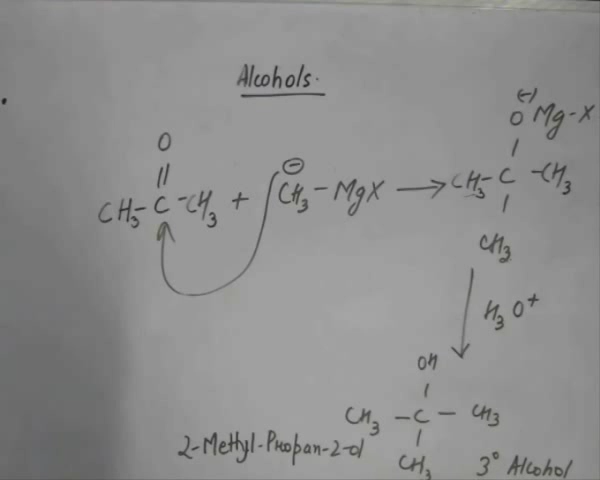 Alcohols.
O
||
CH3-C-CH3 + CH3-MgX →
⊖
(-)
O Mg-X
|
CH3-C-CH3
|
CH3
↓ H3O+
OH
|
CH3-C-CH3
|
CH3
2-Methyl-Propan-2-ol
3° Alcohol